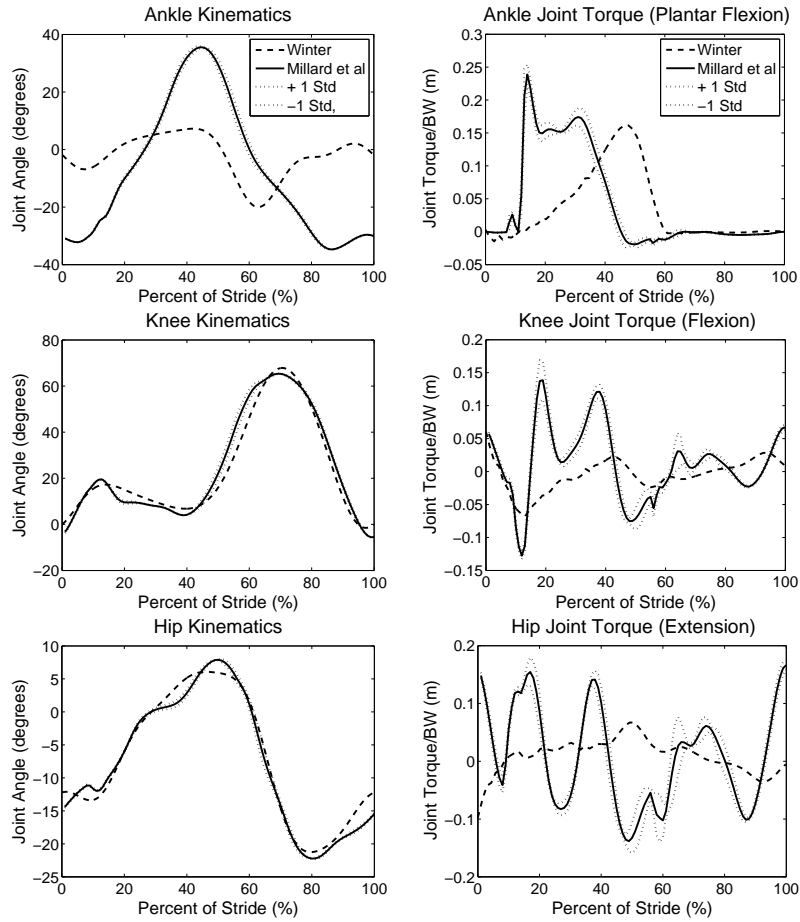 Ankle Kinematics
Winter
Millard et al
+ 1 Std
−1 Std,
40
20
0
−20
−40
Joint Angle (degrees)
0 20 40 60 80 100
Percent of Stride (%)
Ankle Joint Torque (Plantar Flexion)
Winter
Millard et al
+ 1 Std
−1 Std
0.3
0.25
0.2
0.15
0.1
0.05
0
−0.05
Joint Torque/BW (m)
0 20 40 60 80 100
Percent of Stride (%)
Knee Kinematics
80
60
40
20
0
−20
Joint Angle (degrees)
0 20 40 60 80 100
Percent of Stride (%)
Knee Joint Torque (Flexion)
0.2
0.15
0.1
0.05
0
−0.05
−0.1
−0.15
Joint Torque/BW (m)
0 20 40 60 80 100
Percent of Stride (%)
Hip Kinematics
10
5
0
−5
−10
−15
−20
−25
Joint Angle (degrees)
0 20 40 60 80 100
Percent of Stride (%)
Hip Joint Torque (Extension)
0.2
0.1
0
−0.1
−0.2
Joint Torque/BW (m)
0 20 40 60 80 100
Percent of Stride (%)